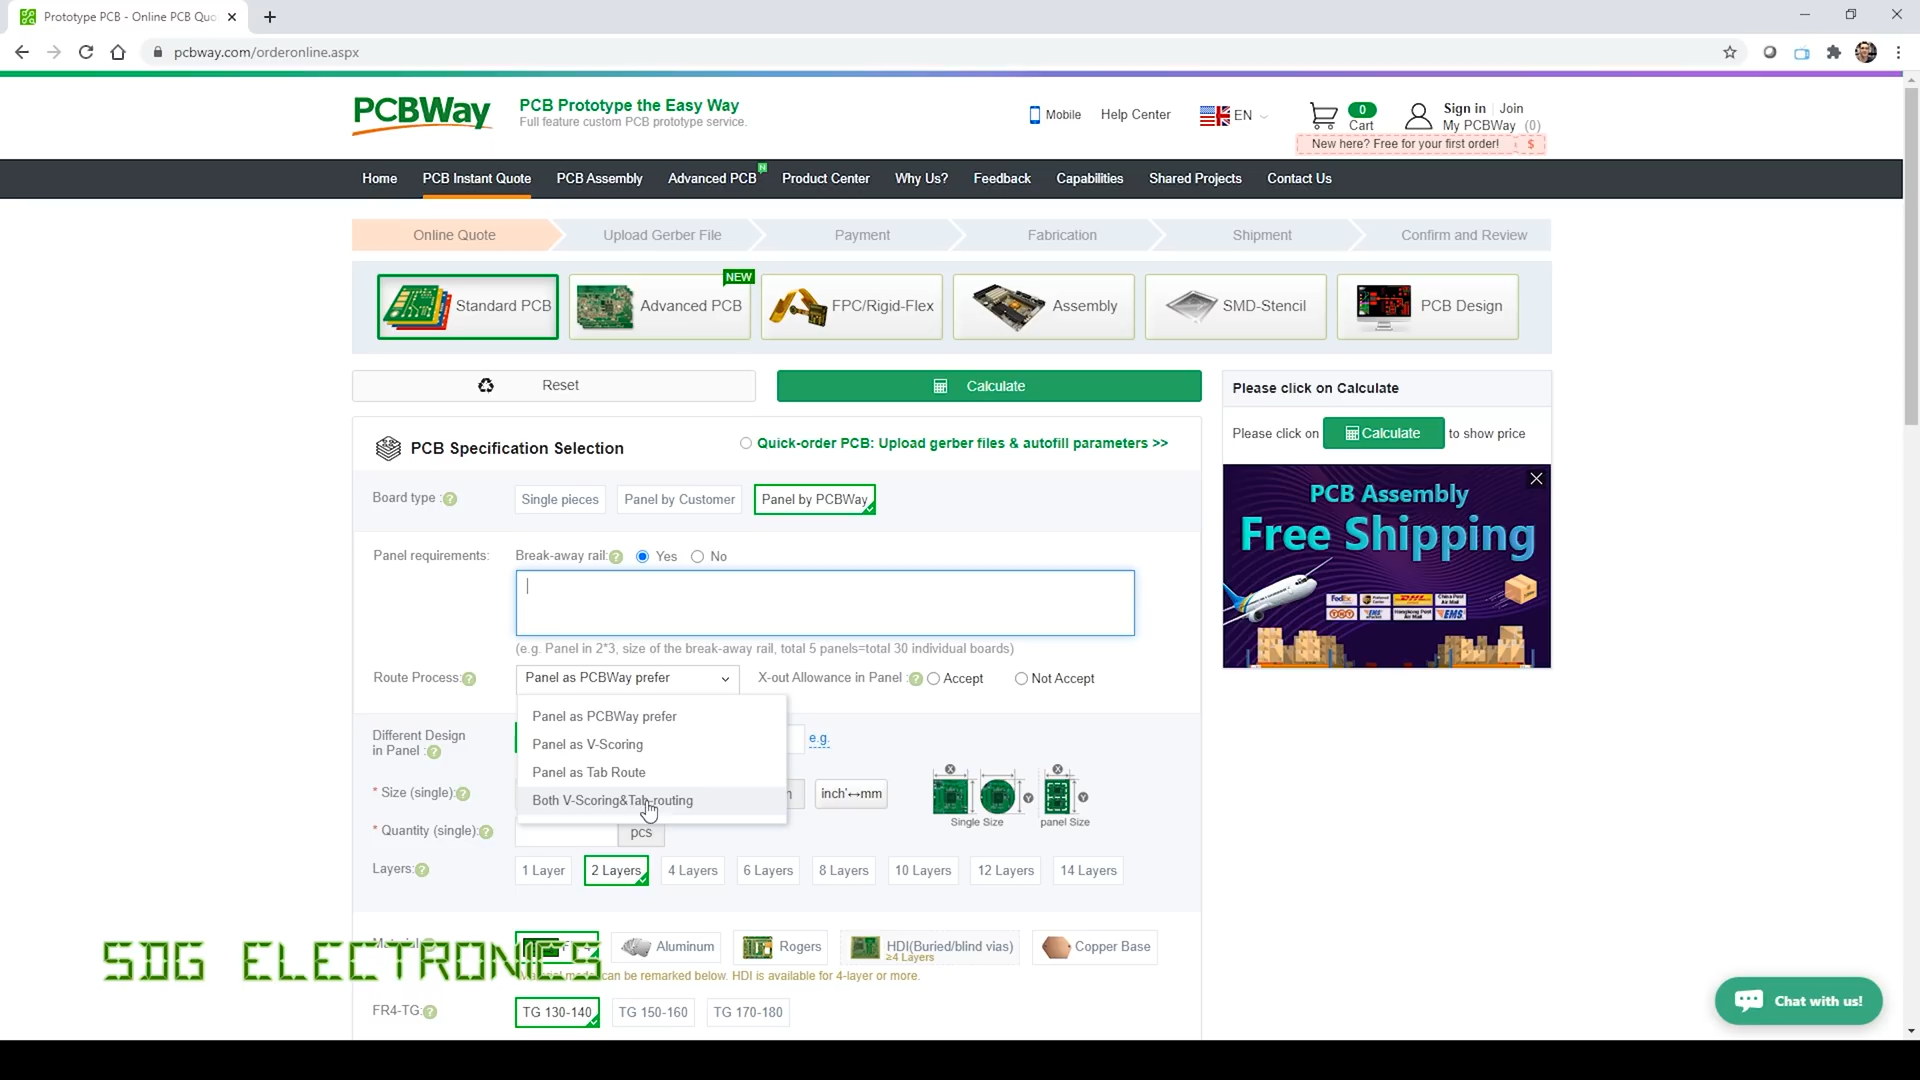 Prototype PCB - Online PCB Quo
pcbway.com/orderonline.aspx
PCBWay
PCB Prototype the Easy Way
Full feature custom PCB prototype service.
Mobile
Help Center
EN
0
Cart
Sign in | Join
My PCBWay (0)
New here? Free for your first order! $
Home
PCB Instant Quote
PCB Assembly
Advanced PCB
N
Product Center
Why Us?
Feedback
Capabilities
Shared Projects
Contact Us
Online Quote
Upload Gerber File
Payment
Fabrication
Shipment
Confirm and Review
Standard PCB
NEW
Advanced PCB
FPC/Rigid-Flex
Assembly
SMD-Stencil
PCB Design
Reset
Calculate
Please click on Calculate
Please click on Calculate to show price
PCB Specification Selection
Quick-order PCB: Upload gerber files & autofill parameters >>
PCB Assembly
Free Shipping
FedEx
DHL
EMS
Board type :
Single pieces
Panel by Customer
Panel by PCBWay
Panel requirements:
Break-away rail:
Yes
No
(e.g. Panel in 2*3, size of the break-away rail, total 5 panels=total 30 individual boards)
Route Process:
Panel as PCBWay prefer
X-out Allowance in Panel :
Accept
Not Accept
Panel as PCBWay prefer
Panel as V-Scoring
Panel as Tab Route
Both V-Scoring&Tab-routing
Different Design
in Panel :
e.g.
* Size (single):
inch'↔mm
X
X
Y
Y
Single Size
panel Size
* Quantity (single):
pcs
Layers:
1 Layer
2 Layers
4 Layers
6 Layers
8 Layers
10 Layers
12 Layers
14 Layers
SDG ELECTRONICS
Aluminum
Rogers
HDI(Buried/blind vias)
≥4 Layers
Copper Base
can be remarked below. HDI is available for 4-layer or more.
FR4-TG:
TG 130-140
TG 150-160
TG 170-180
Chat with us!